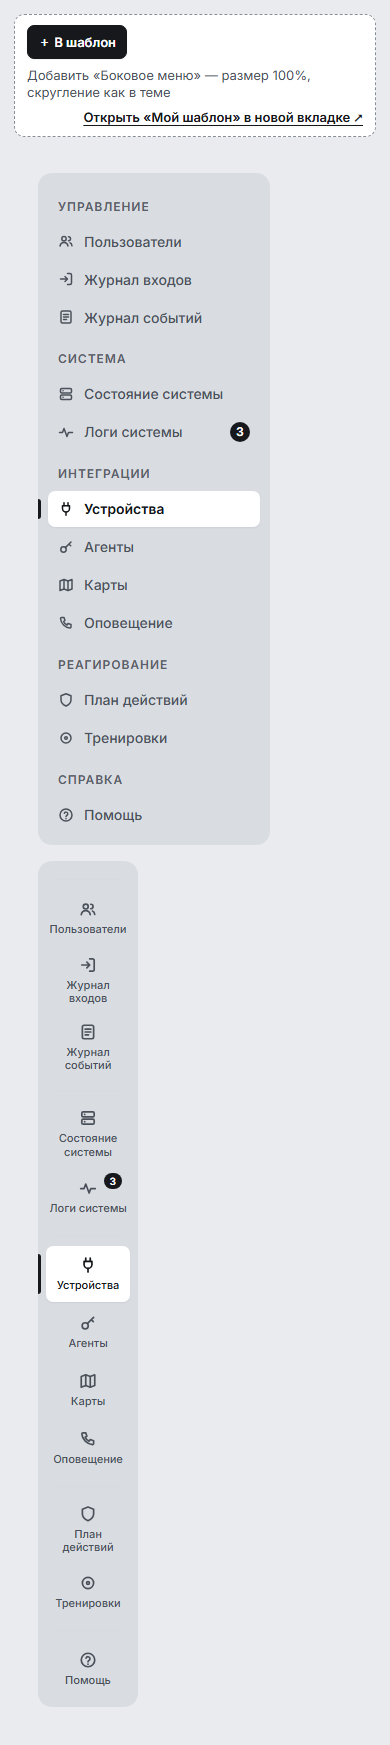 + В шаблон
Добавить «Боковое меню» — размер 100%,
скругление как в теме
Открыть «Мой шаблон» в новой вкладке ↗
УПРАВЛЕНИЕ
Пользователи
Журнал входов
Журнал событий
СИСТЕМА
Состояние системы
Логи системы 3
ИНТЕГРАЦИИ
Устройства
Агенты
Карты
Оповещение
РЕАГИРОВАНИЕ
План действий
Тренировки
СПРАВКА
Помощь
Пользователи
Журнал
входов
Журнал
событий
Состояние
системы
3
Логи системы
Устройства
Агенты
Карты
Оповещение
План
действий
Тренировки
Помощь